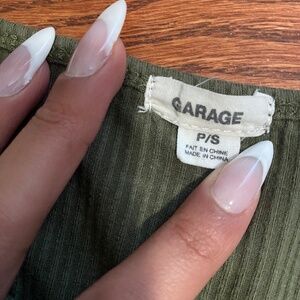 GARAGE
P/S
FAIT EN CHINE
MADE IN CHINA